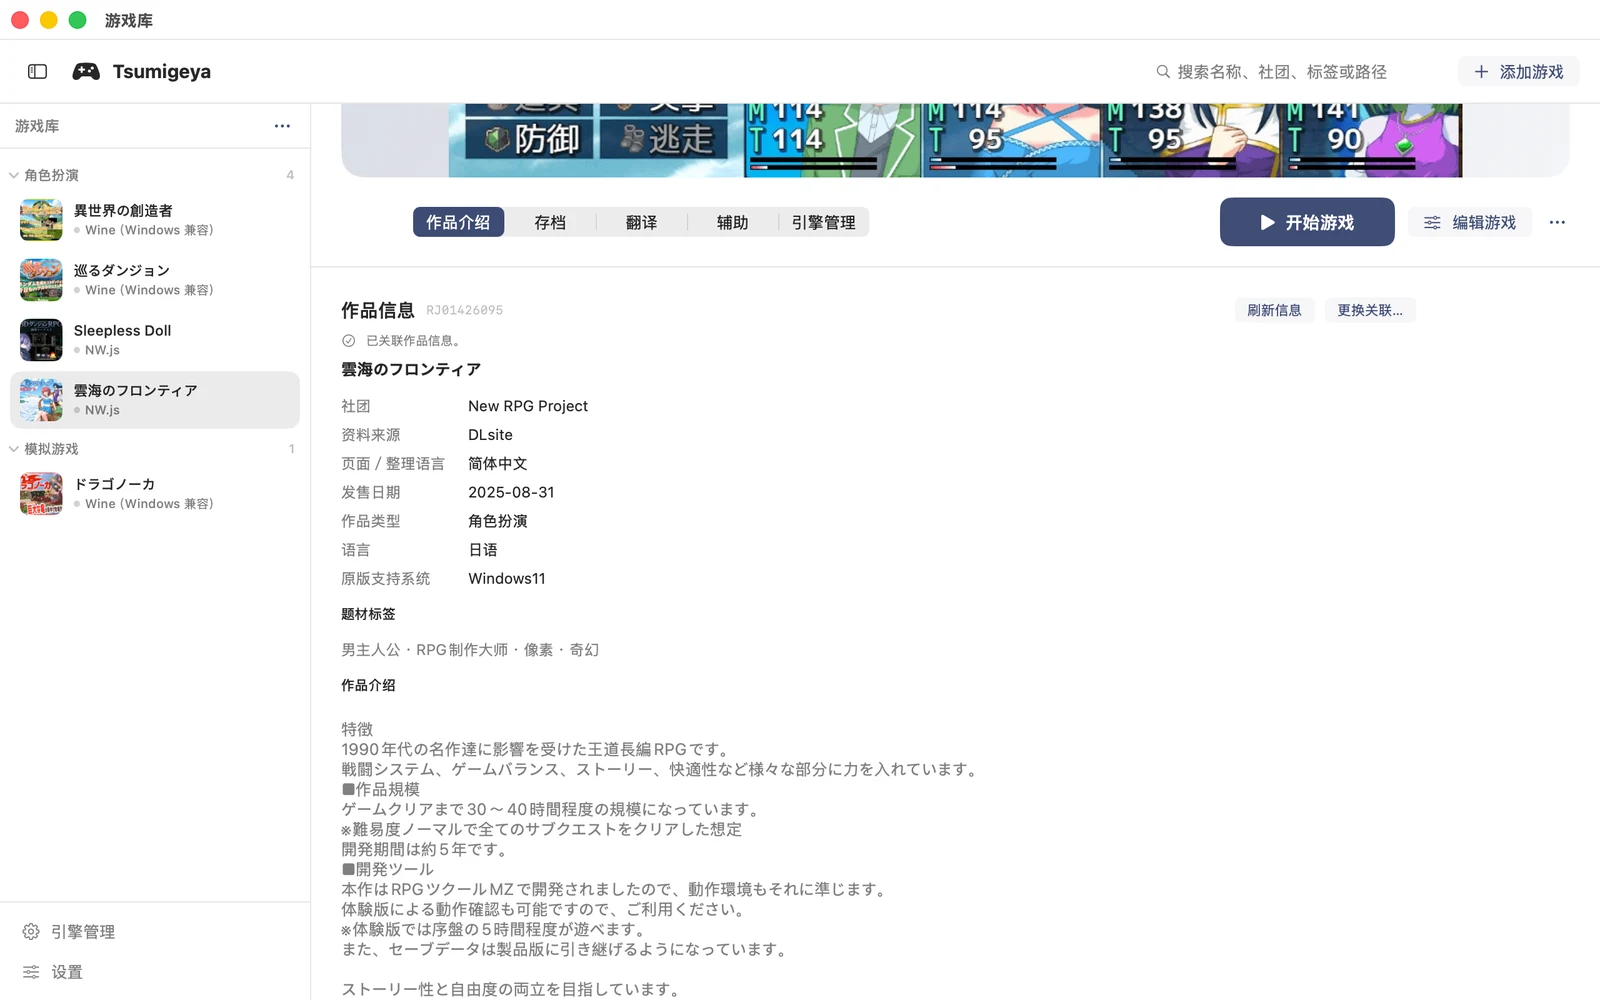 游戏库
Tsumigeya
搜索名称、社团、标签或路径
添加游戏
游戏库
角色扮演 4
異世界の創造者
Wine (Windows 兼容)
巡るダンジョン
Wine (Windows 兼容)
Sleepless Doll
NW.js
雲海のフロンティア
NW.js
模拟游戏 1
ドラゴノーカ
Wine (Windows 兼容)
引擎管理
设置
M 114 M 114 M 138 M 141
防御 逃走 T 114 T 95 T 95 T 90
作品介绍 存档 翻译 辅助 引擎管理
开始游戏 编辑游戏
作品信息 RJ01426095
刷新信息 更换关联...
已关联作品信息。
雲海のフロンティア
社团 New RPG Project
资料来源 DLsite
页面 / 整理语言 简体中文
发售日期 2025-08-31
作品类型 角色扮演
语言 日语
原版支持系统 Windows11
题材标签
男主人公 · RPG制作大师 · 像素 · 奇幻
作品介绍
特徴
1990年代の名作達に影響を受けた王道長編RPGです。
戦闘システム、ゲームバランス、ストーリー、快適性など様々な部分に力を入れています。
■作品規模
ゲームクリアまで30～40時間程度の規模になっています。
※難易度ノーマルで全てのサブクエストをクリアした想定
開発期間は約5年です。
■開発ツール
本作はRPGツクールMZで開発されましたので、動作環境もそれに準じます。
体験版による動作確認も可能ですので、ご利用ください。
※体験版では序盤の5時間程度が遊べます。
また、セーブデータは製品版に引き継げるようになっています。
ストーリー性と自由度の両立を目指しています。